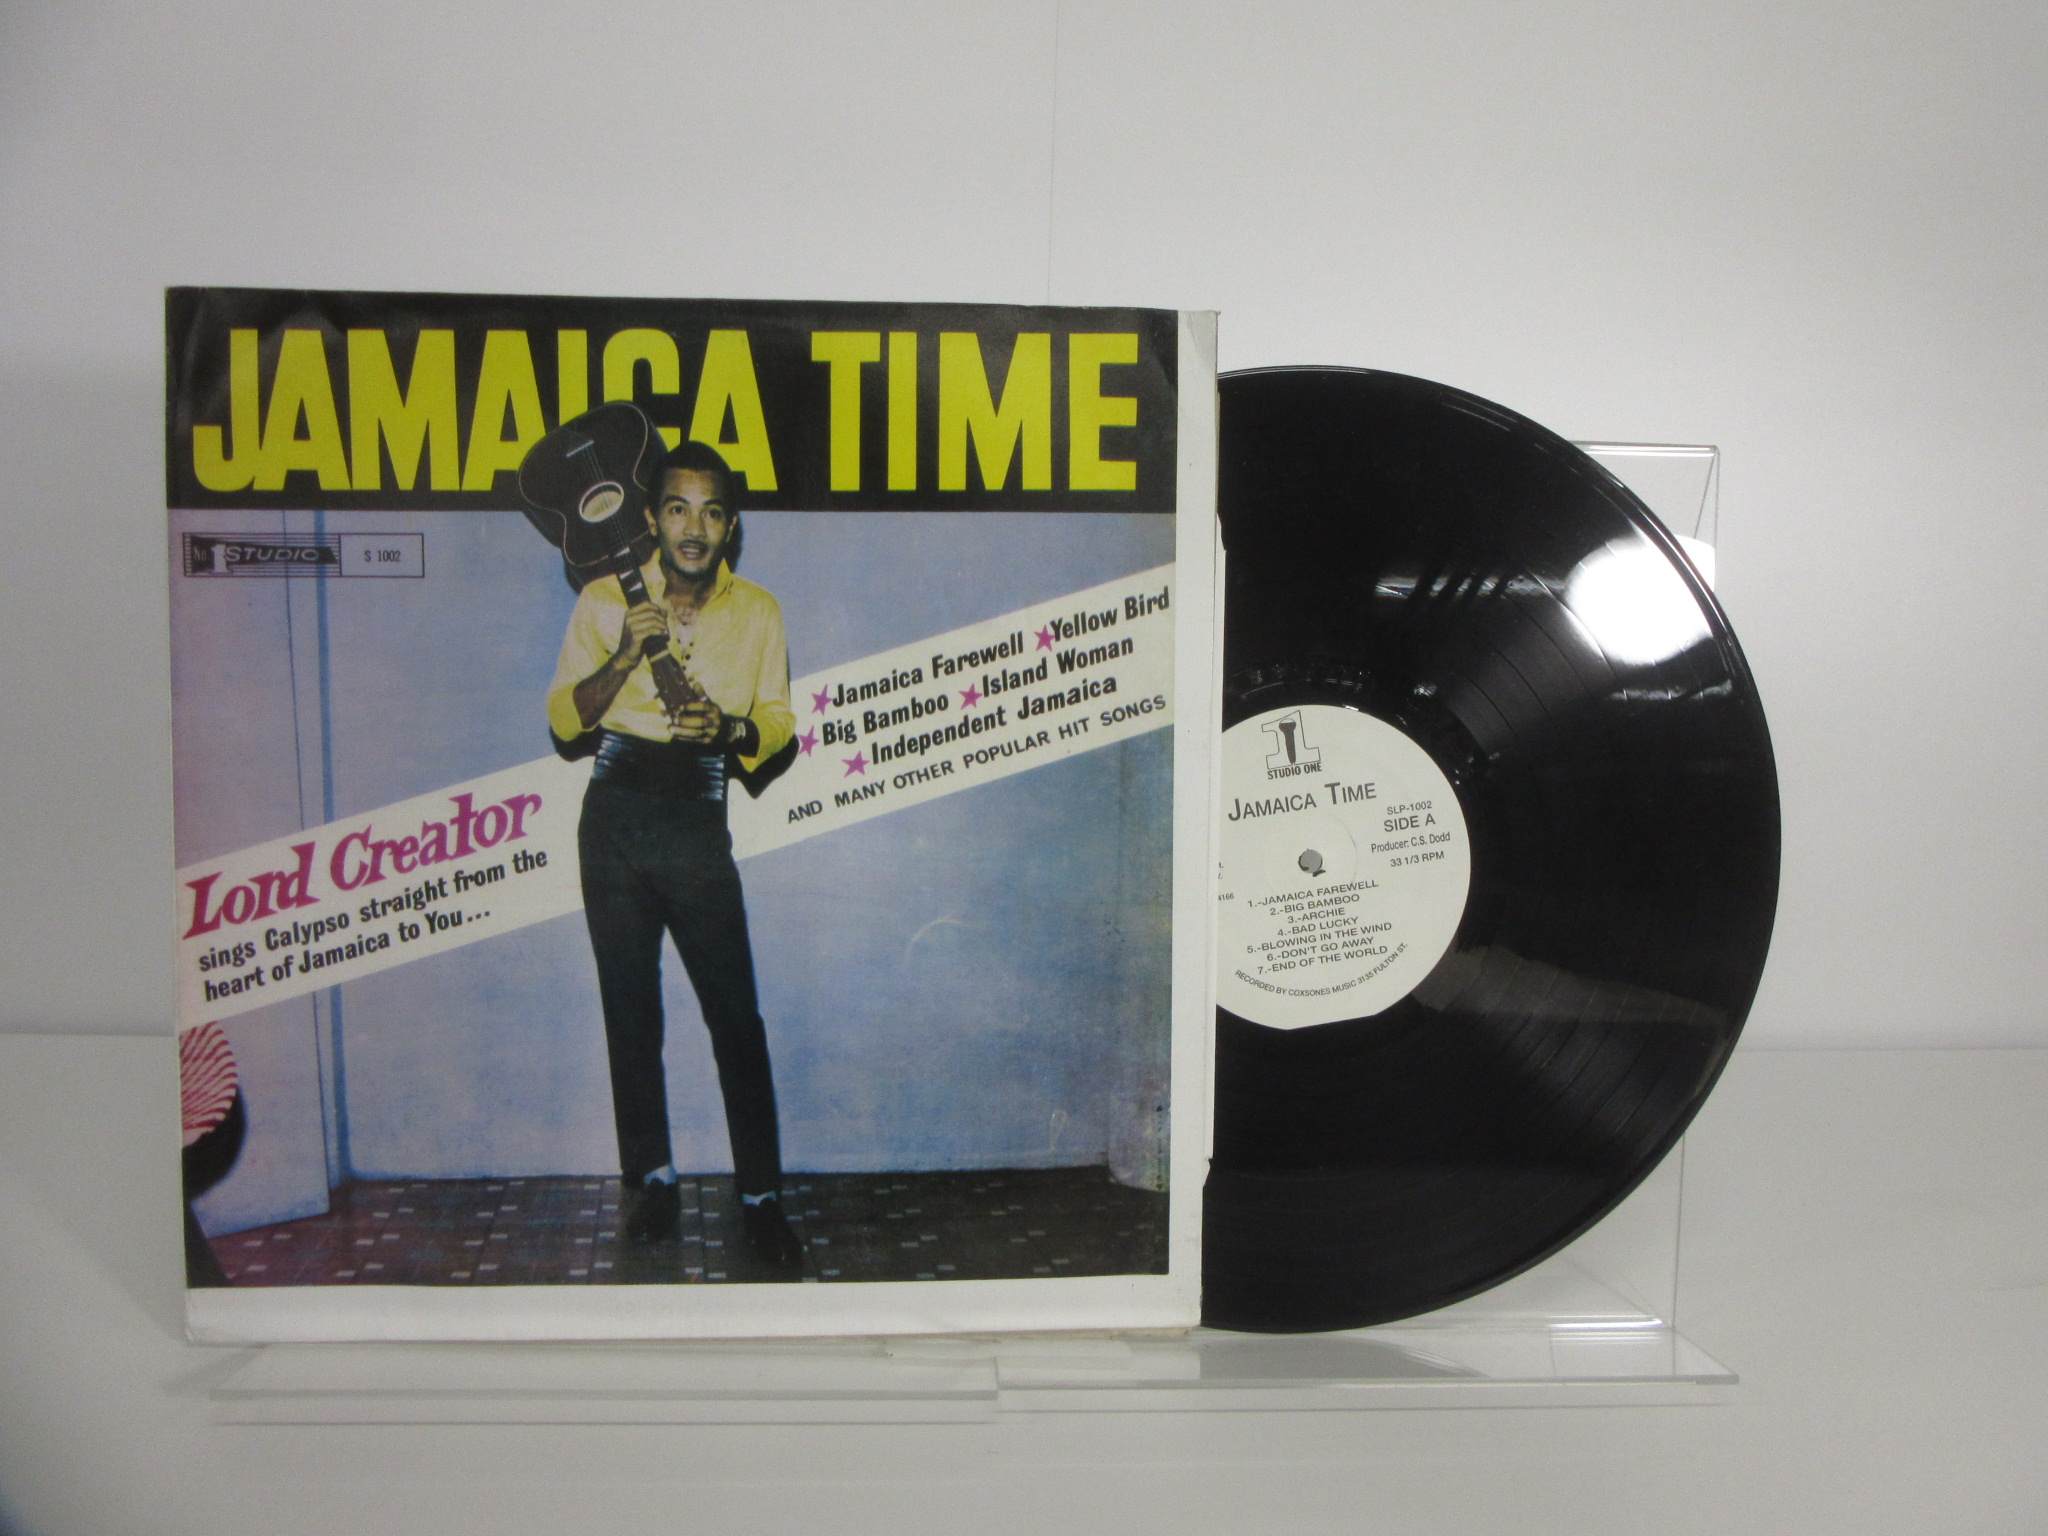 JAMAICA TIME
No. 1 STUDIO S 1002
★Jamaica Farewell ★Yellow Bird
★Big Bamboo ★Island Woman
★Independent Jamaica
AND MANY OTHER POPULAR HIT SONGS
Lord Creator
sings Calypso straight from the
heart of Jamaica to You...
1
STUDIO ONE
JAMAICA TIME
SLP-1002
SIDE A
Producer: C.S. Dodd
33 1/3 RPM
4166
1.-JAMAICA FAREWELL
2.-BIG BAMBOO
3.-ARCHIE
4.-BAD LUCKY
5.-BLOWING IN THE WIND
6.-DON'T GO AWAY
7.-END OF THE WORLD
RECORDED BY COXSONES MUSIC 3135 FULTON ST.